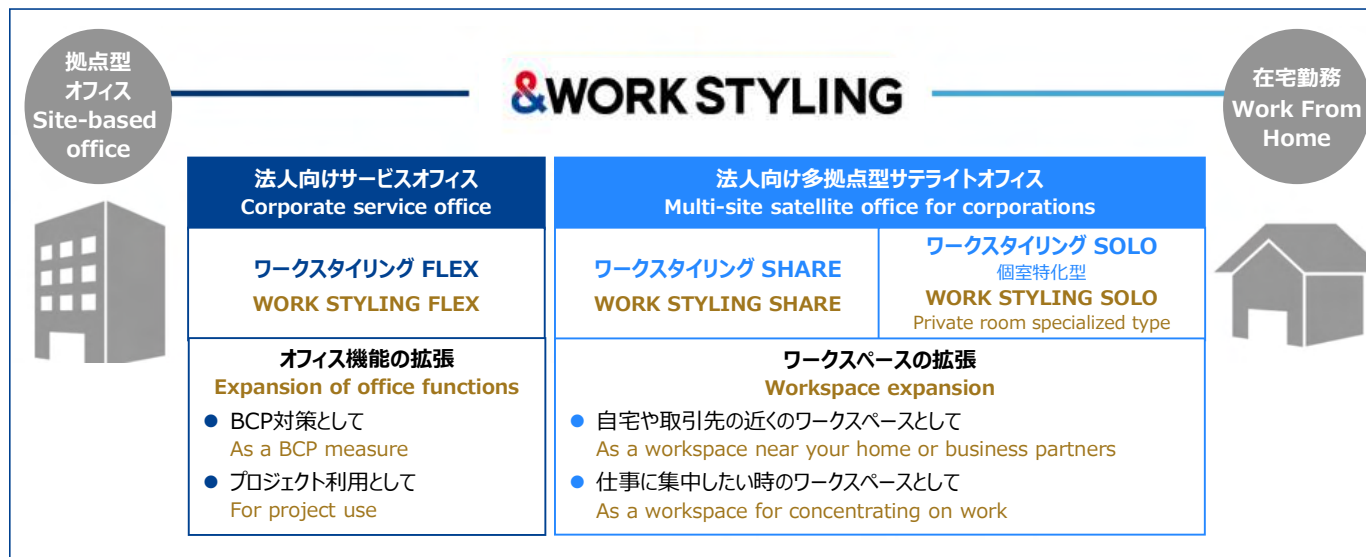 拠点型
オフィス
Site-based
office
&WORK STYLING
在宅勤務
Work From
Home
法人向けサービスオフィス
Corporate service office
法人向け多拠点型サテライトオフィス
Multi-site satellite office for corporations
ワークスタイリング FLEX
WORK STYLING FLEX
ワークスタイリング SHARE
WORK STYLING SHARE
ワークスタイリング SOLO
個室特化型
WORK STYLING SOLO
Private room specialized type
オフィス機能の拡張
Expansion of office functions
● BCP対策として
As a BCP measure
● プロジェクト利用として
For project use
ワークスペースの拡張
Workspace expansion
● 自宅や取引先の近くのワークスペースとして
As a workspace near your home or business partners
● 仕事に集中したい時のワークスペースとして
As a workspace for concentrating on work